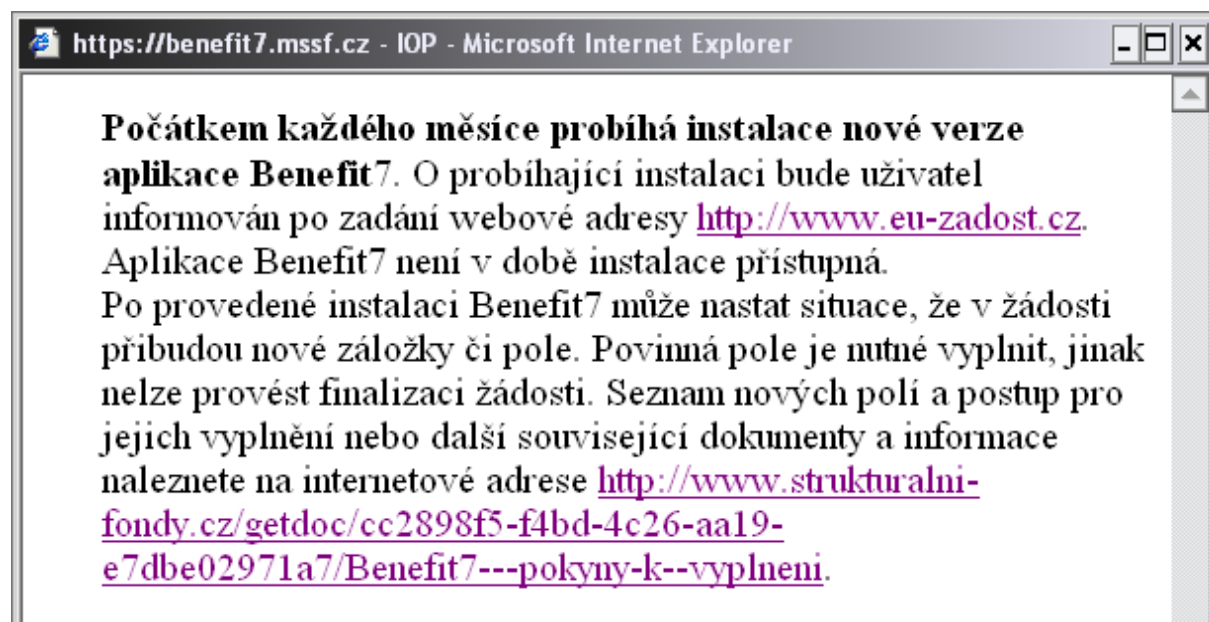 https://benefit7.mssf.cz - IOP - Microsoft Internet Explorer
Počátkem každého měsíce probíhá instalace nové verze
aplikace Benefit7. O probíhající instalaci bude uživatel
informován po zadání webové adresy http://www.eu-zadost.cz.
Aplikace Benefit7 není v době instalace přístupná.
Po provedené instalaci Benefit7 může nastat situace, že v žádosti
přibudou nové záložky či pole. Povinná pole je nutné vyplnit, jinak
nelze provést finalizaci žádosti. Seznam nových polí a postup pro
jejich vyplnění nebo další související dokumenty a informace
naleznete na internetové adrese http://www.strukturalni-
fondy.cz/getdoc/cc2898f5-f4bd-4c26-aa19-
e7dbe02971a7/Benefit7---pokyny-k--vyplneni.